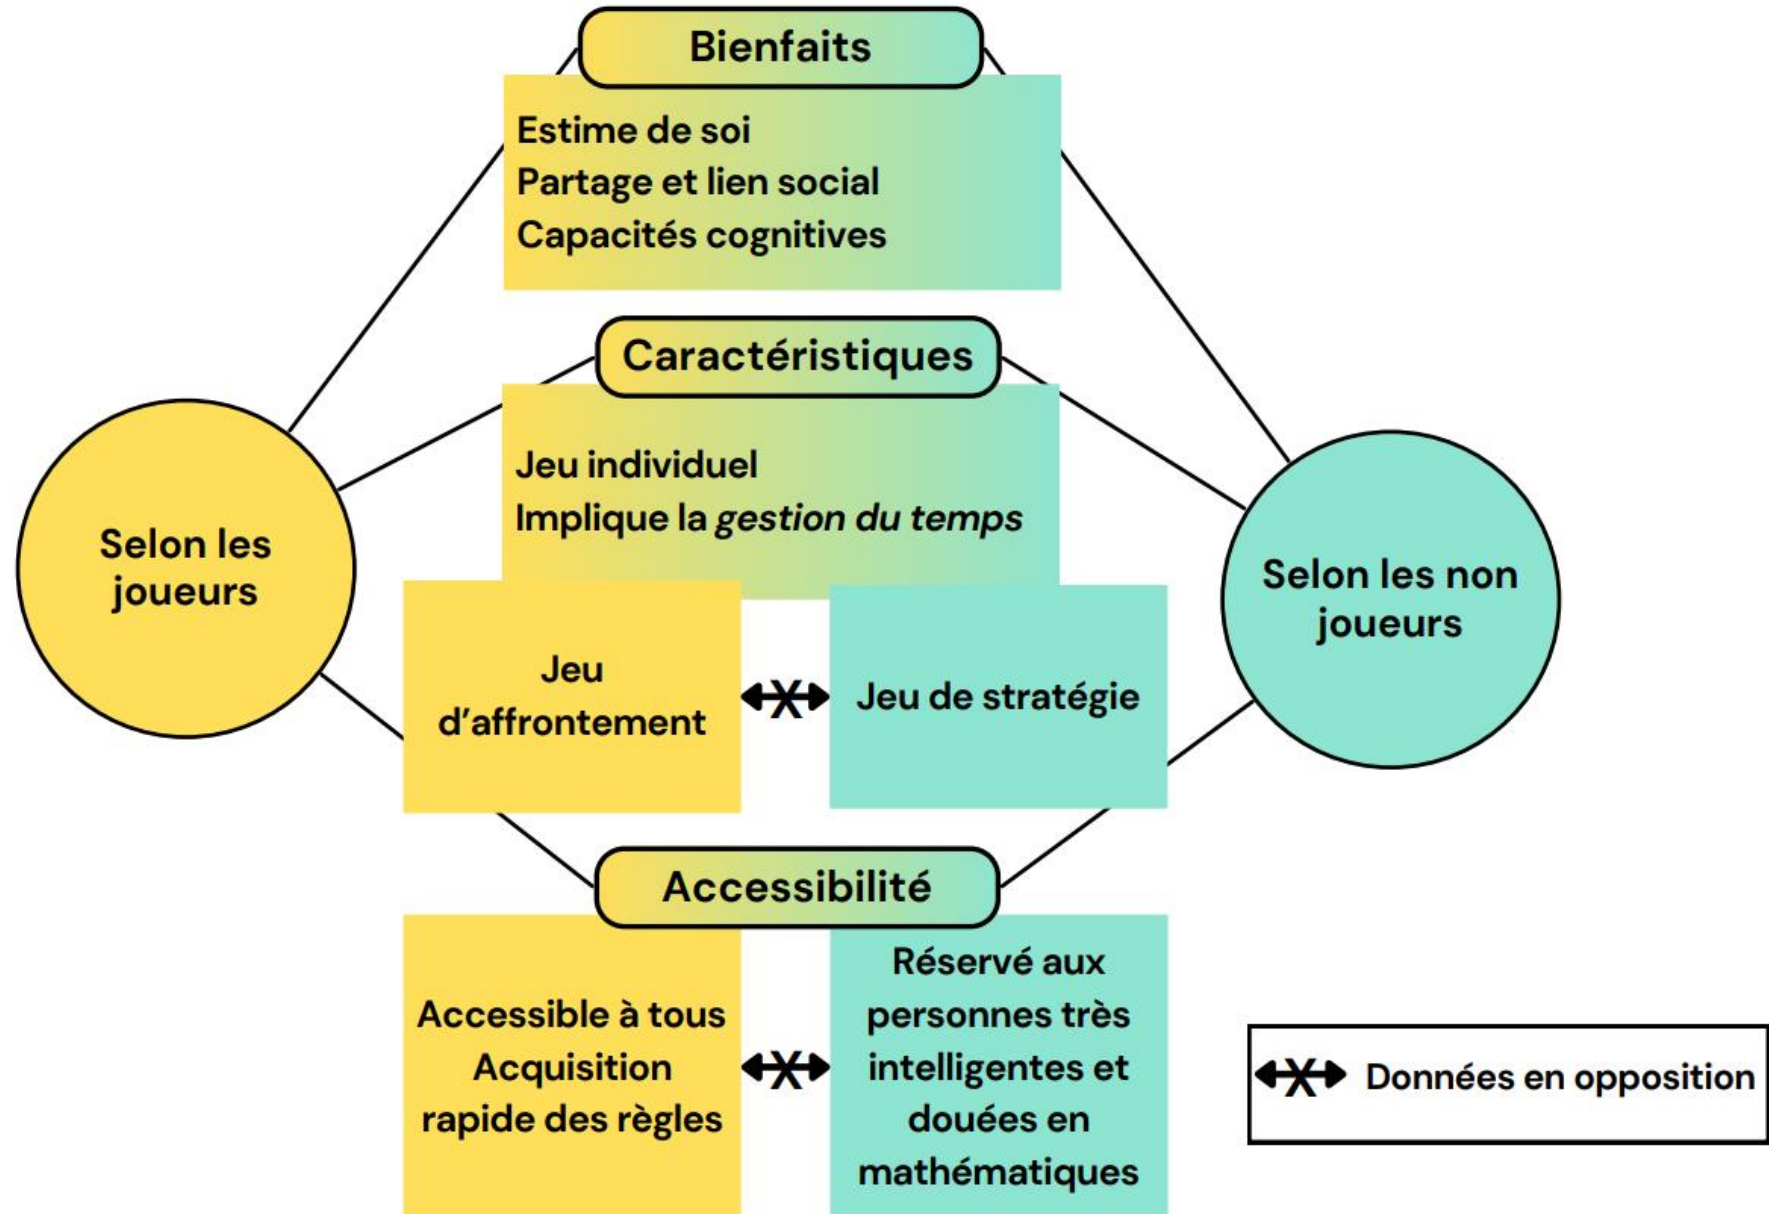 Bienfaits
Estime de soi
Partage et lien social
Capacités cognitives
Caractéristiques
Jeu individuel
Implique la gestion du temps
Selon les
joueurs
Selon les non
joueurs
Jeu
d’affrontement
X
Jeu de stratégie
Accessibilité
Accessible à tous
Acquisition
rapide des règles
X
Réservé aux
personnes très
intelligentes et
douées en
mathématiques
X Données en opposition